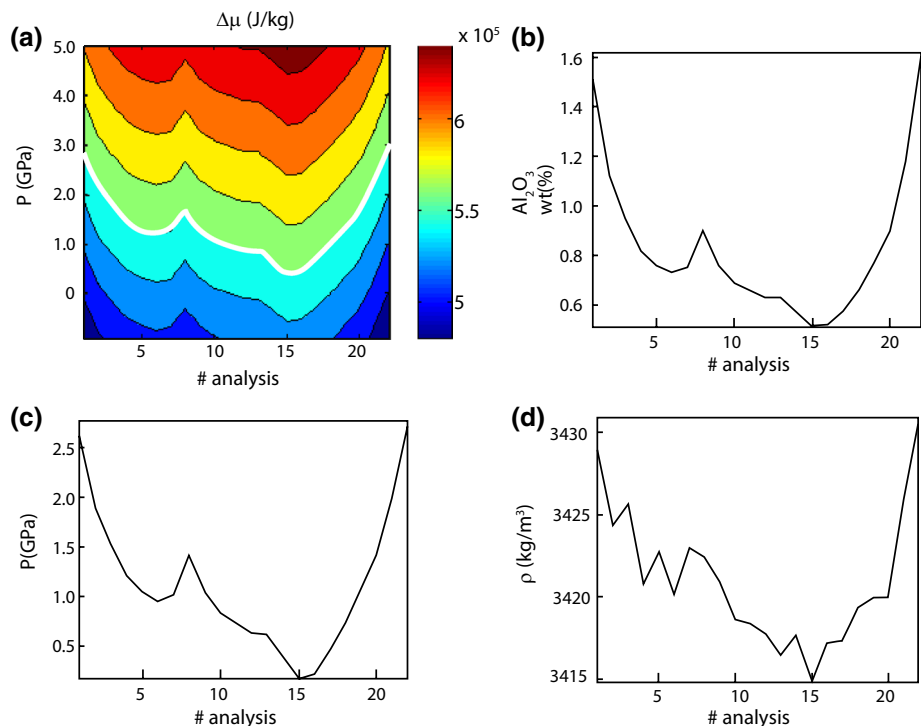 Δμ (J/kg)
(a)
x 10⁵
P (GPa)
5.0
4.0
3.0
2.0
1.0
0
6
5.5
5
5
10
15
20
# analysis
(b)
Al₂O₃
wt(%)
1.6
1.4
1.2
1.0
0.8
0.6
5
10
15
20
# analysis
(c)
P(GPa)
2.5
2.0
1.5
1.0
0.5
5
10
15
20
# analysis
(d)
ρ (kg/m³)
3430
3425
3420
3415
5
10
15
20
# analysis